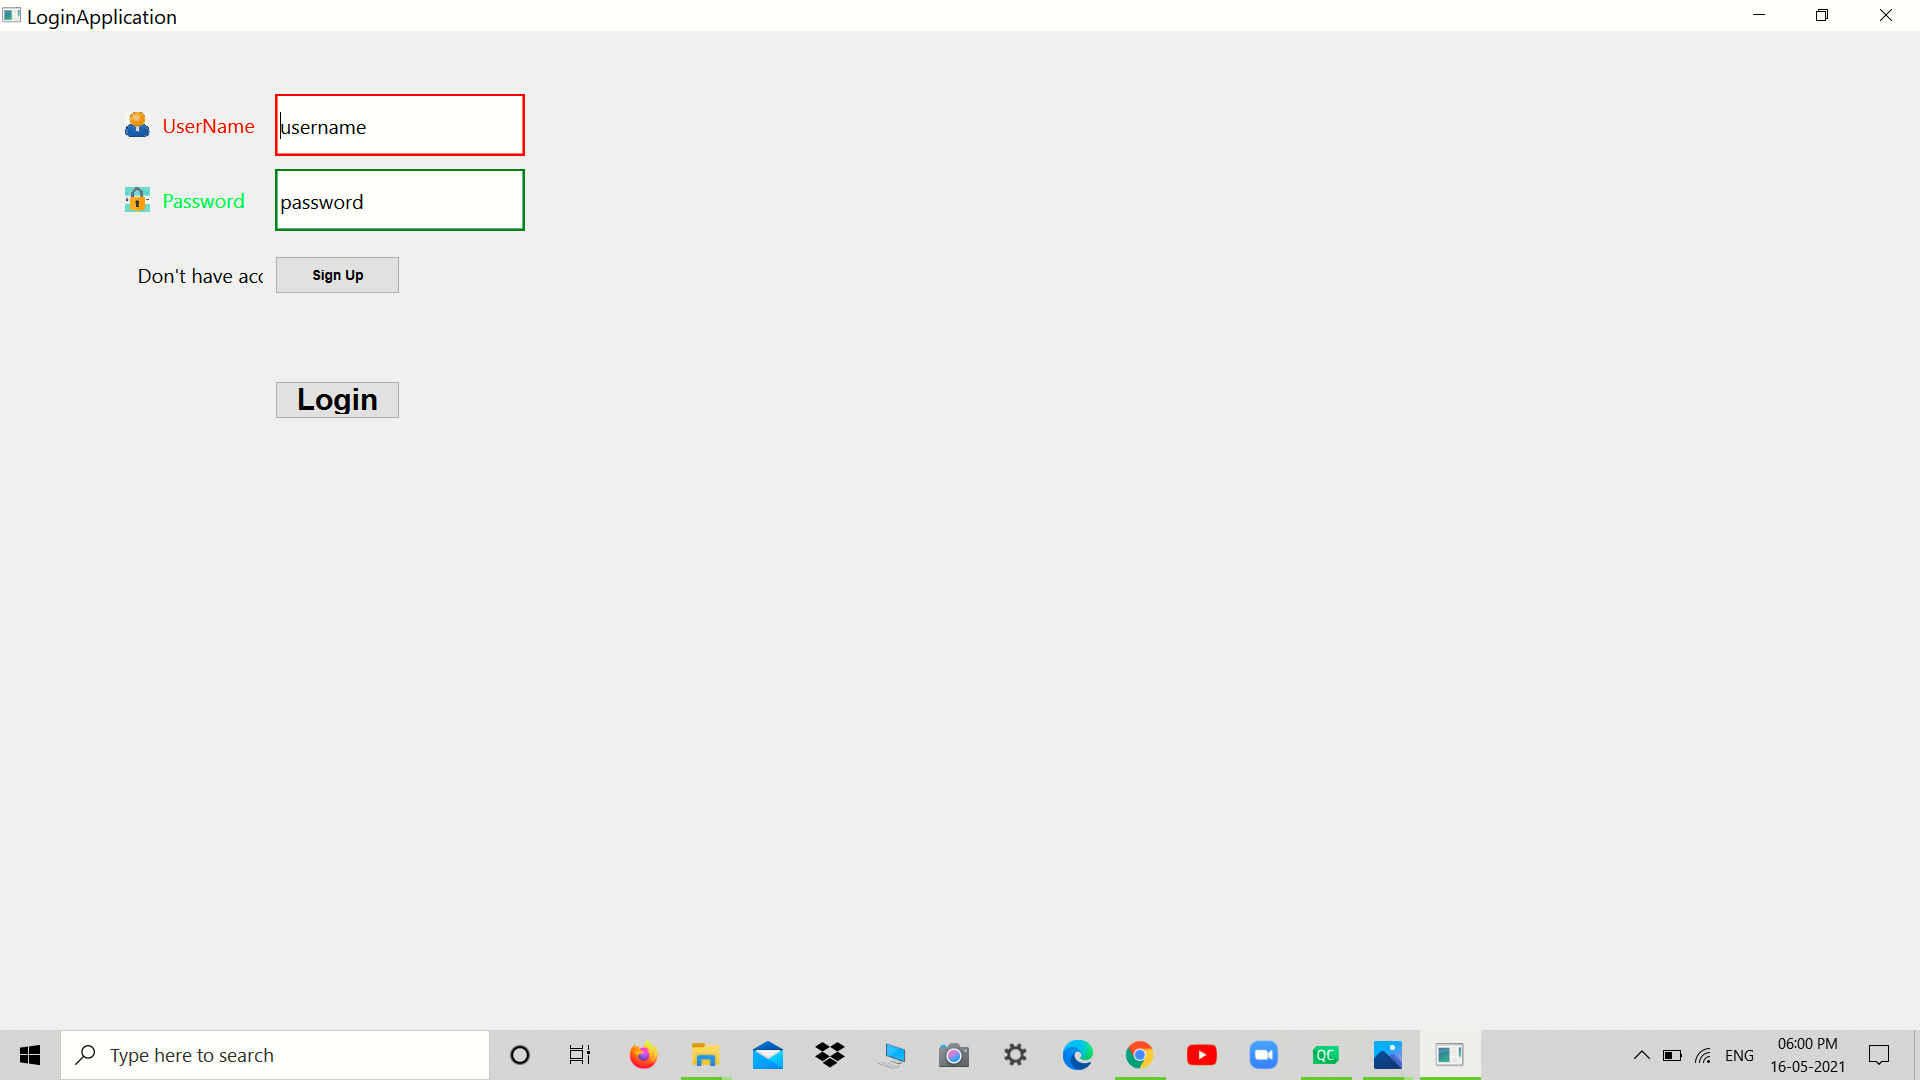 LoginApplication
UserName username
Password password
Don't have acc Sign Up
Login
Type here to search
QC
ENG
06:00 PM
16-05-2021